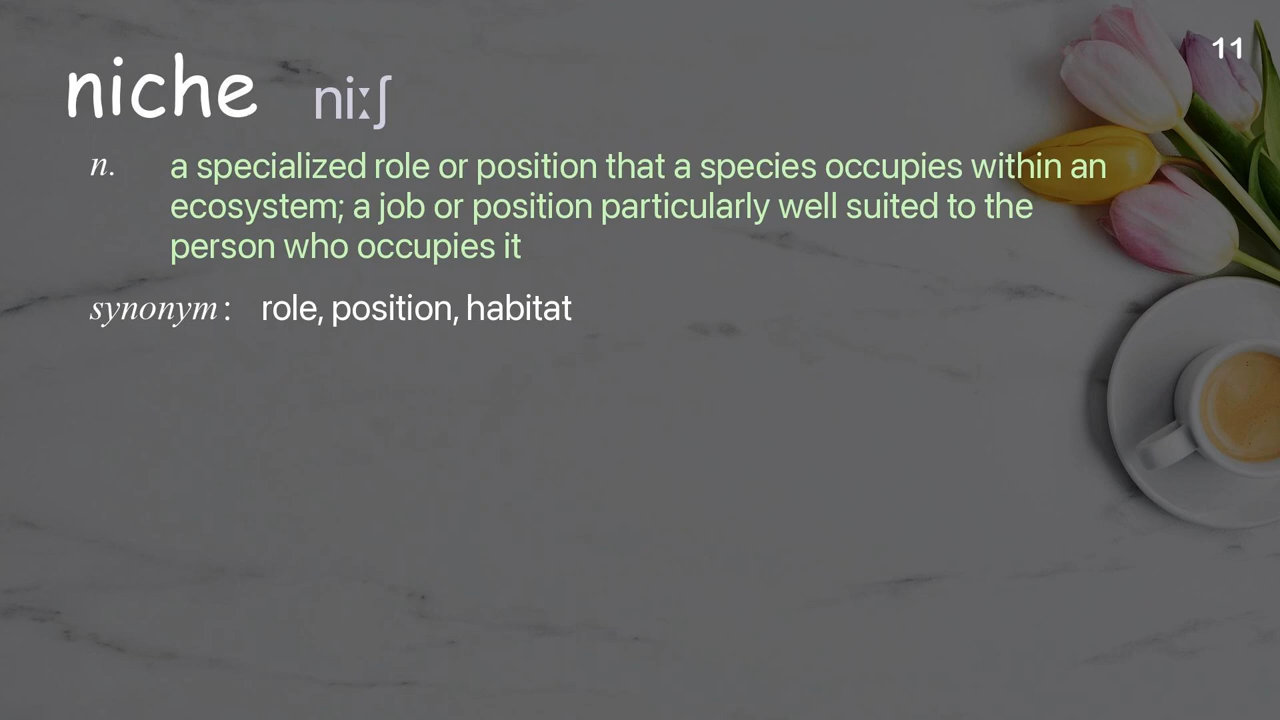 11
niche niːʃ
n. a specialized role or position that a species occupies within an
ecosystem; a job or position particularly well suited to the
person who occupies it
synonym: role, position, habitat